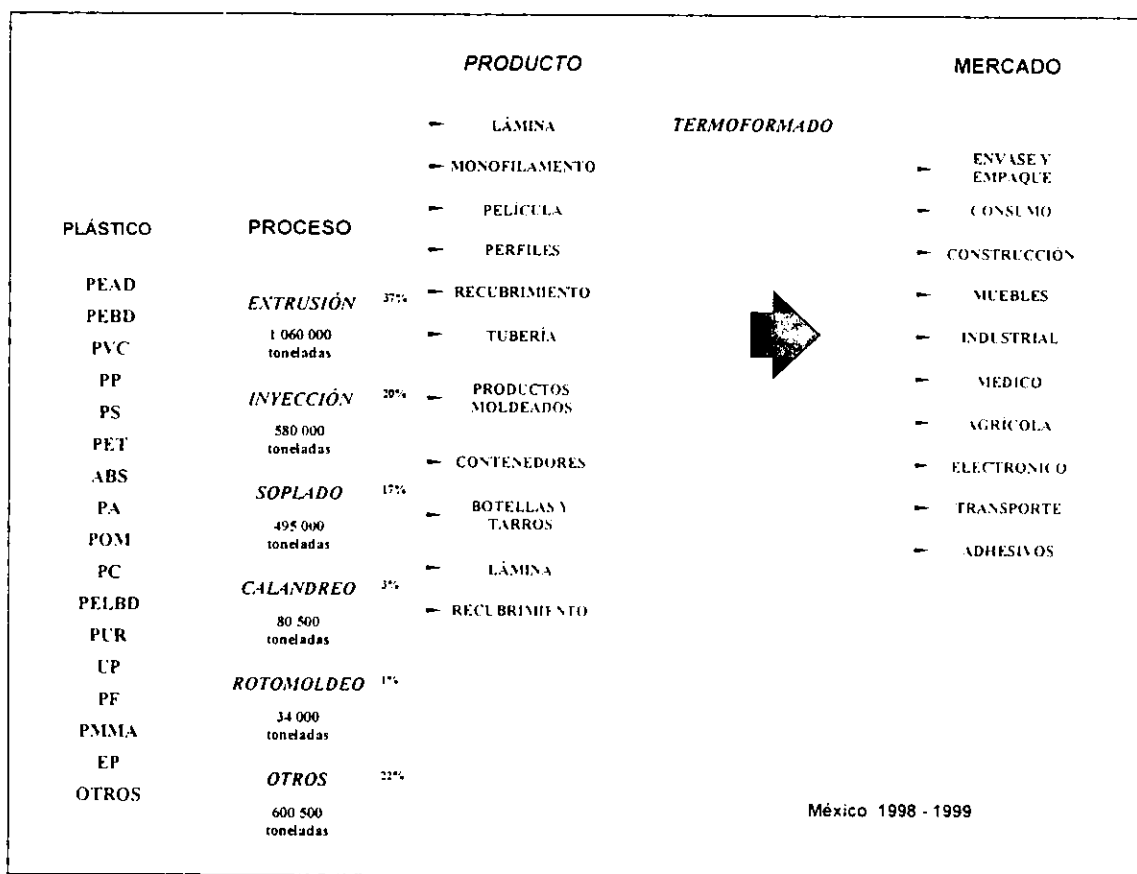 PLÁSTICO
PEAD
PEBD
PVC
PP
PS
PET
ABS
PA
POM
PC
PELBD
PUR
UP
PF
PMMA
EP
OTROS
PROCESO
EXTRUSIÓN 37%
1 060 000
toneladas
INYECCIÓN 20%
580 000
toneladas
SOPLADO 17%
495 000
toneladas
CALANDREO 3%
80 500
toneladas
ROTOMOLDEO 1%
34 000
toneladas
OTROS 22%
600 500
toneladas
PRODUCTO
LÁMINA
MONOFILAMENTO
PELÍCULA
PERFILES
RECUBRIMIENTO
TUBERÍA
PRODUCTOS
MOLDEADOS
CONTENEDORES
BOTELLAS Y
TARROS
LÁMINA
RECUBRIMIENTO
TERMOFORMADO
MERCADO
ENVASE Y
EMPAQUE
CONSUMO
CONSTRUCCIÓN
MUEBLES
INDUSTRIAL
MEDICO
AGRÍCOLA
ELECTRONICO
TRANSPORTE
ADHESIVOS
México 1998 - 1999